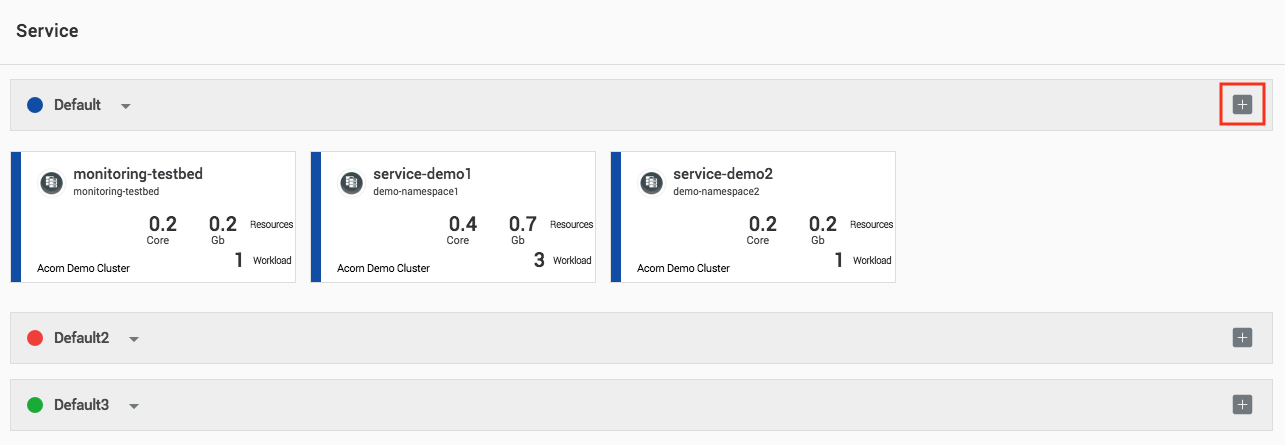 Service
Default
monitoring-testbed
monitoring-testbed
0.2 0.2 Resources
Core Gb
1 Workload
Acorn Demo Cluster
service-demo1
demo-namespace1
0.4 0.7 Resources
Core Gb
3 Workload
Acorn Demo Cluster
service-demo2
demo-namespace2
0.2 0.2 Resources
Core Gb
1 Workload
Acorn Demo Cluster
Default2
Default3